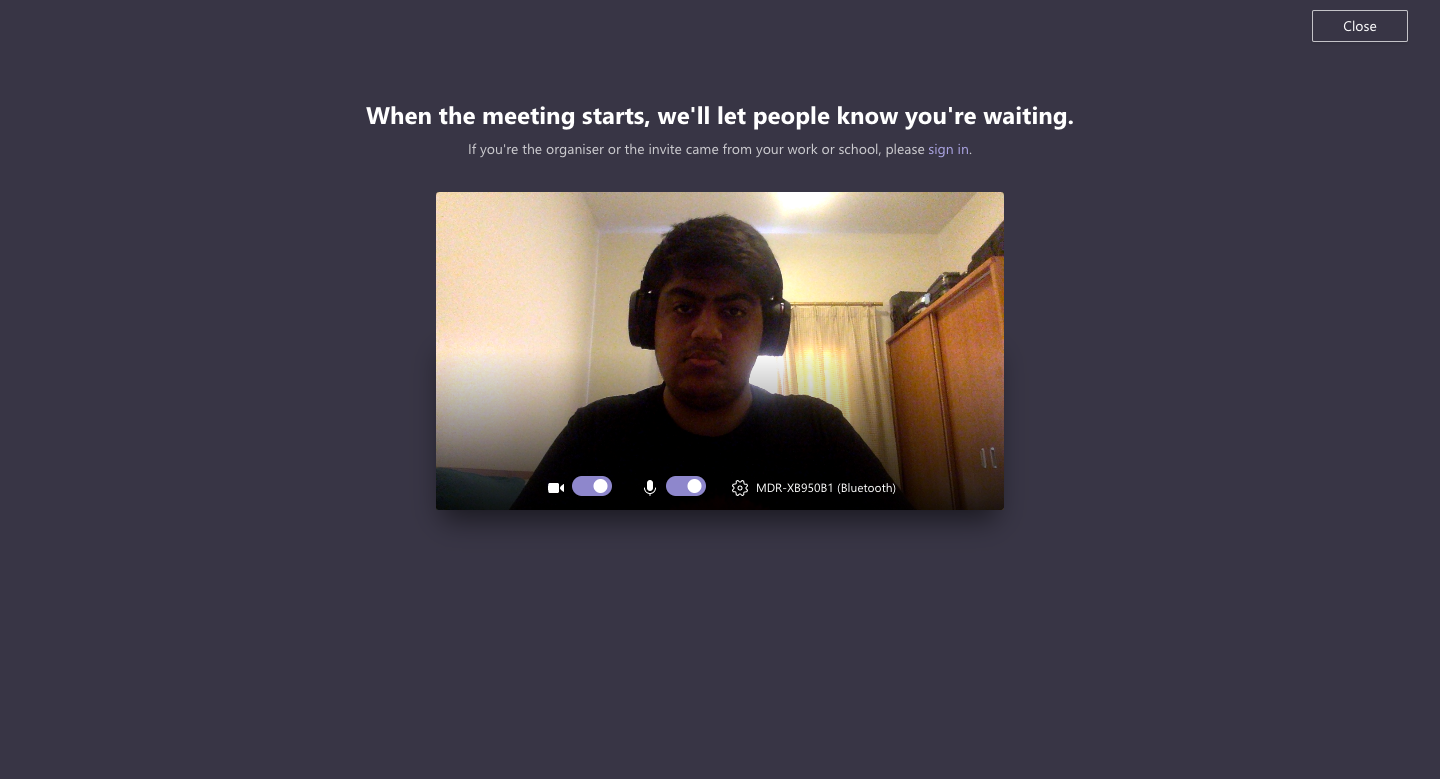 Close
When the meeting starts, we'll let people know you're waiting.
If you're the organiser or the invite came from your work or school, please sign in.
MDR-XB950B1 (Bluetooth)